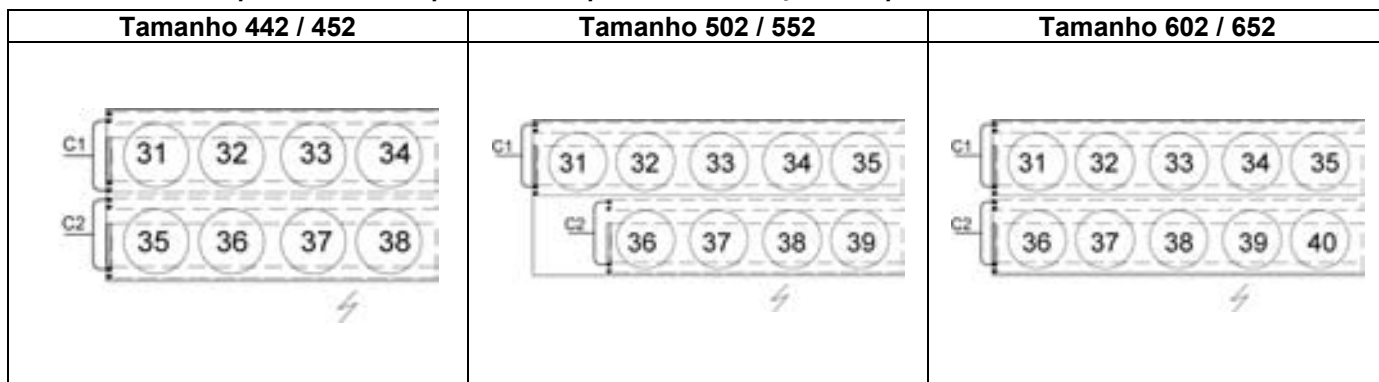 Tamanho 442 / 452
Tamanho 502 / 552
Tamanho 602 / 652
C1
31 32 33 34
C2
35 36 37 38
C1
31 32 33 34 35
C2
36 37 38 39
C1
31 32 33 34 35
C2
36 37 38 39 40